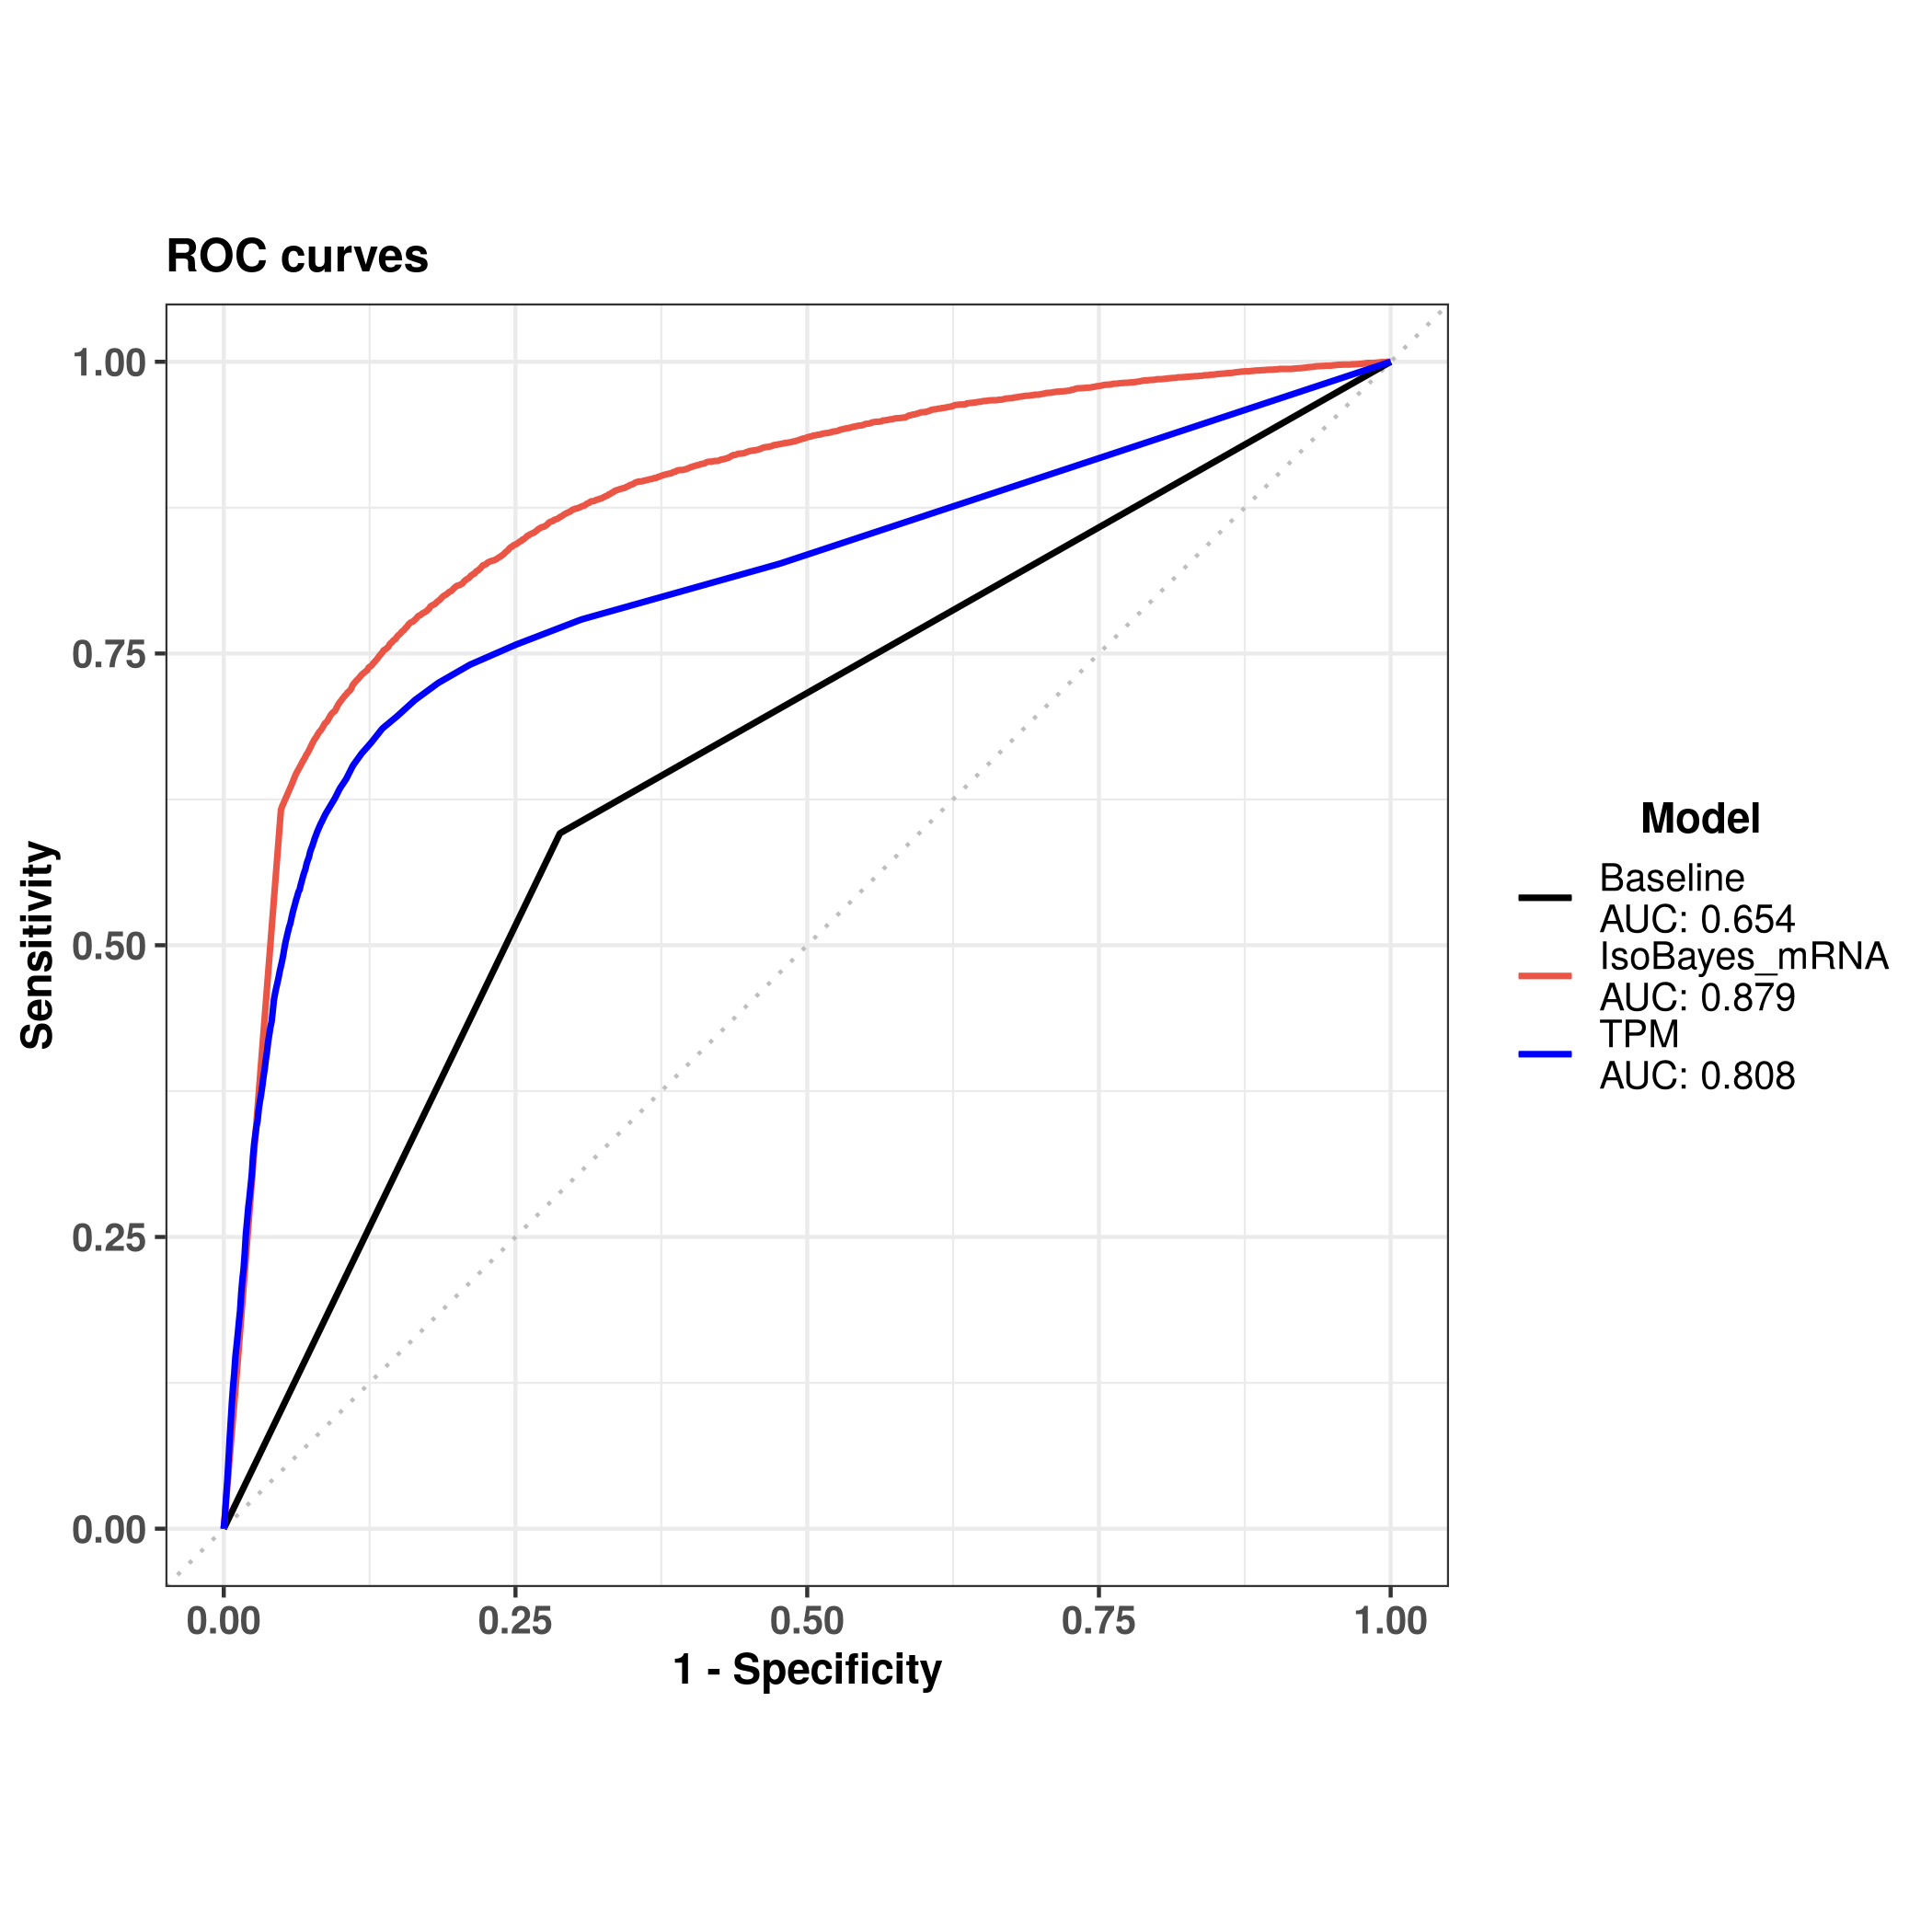 ROC curves
1.00
0.75
0.50
0.25
0.00
Sensitivity
0.00 0.25 0.50 0.75 1.00
1 - Specificity
Model
Baseline
AUC: 0.654
IsoBayes_mRNA
AUC: 0.879
TPM
AUC: 0.808